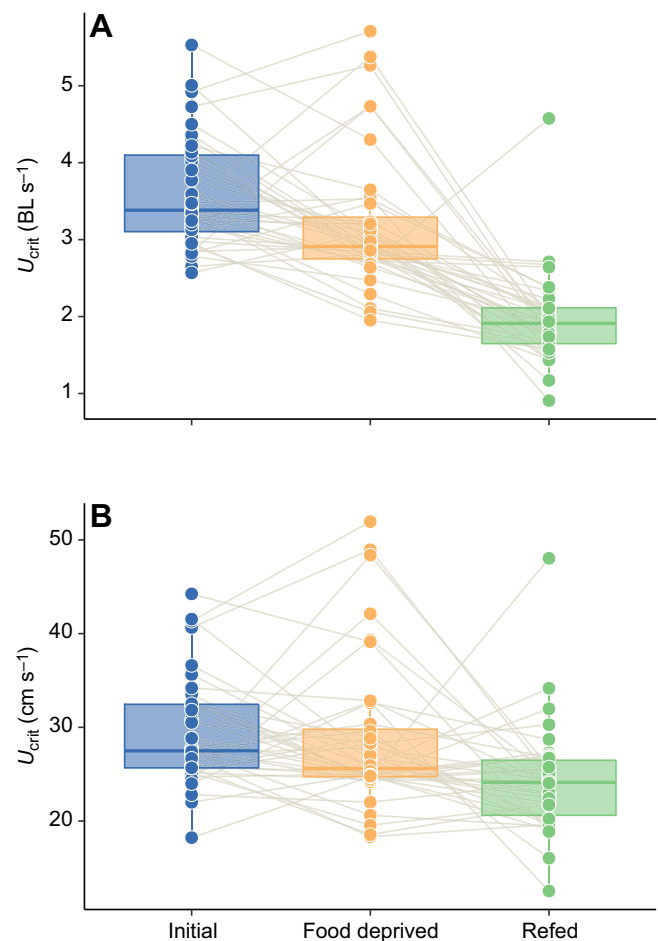 A
5
4
3
2
1
Ucrit (BL s–1)
B
50
40
30
20
Ucrit (cm s–1)
Initial Food deprived Refed